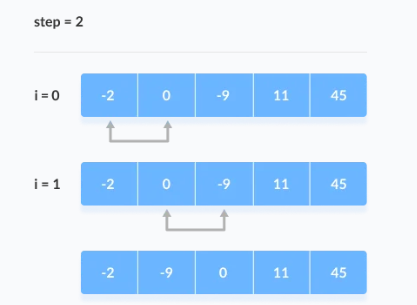 step = 2
i = 0 -2 0 -9 11 45
i = 1 -2 0 -9 11 45
-2 -9 0 11 45